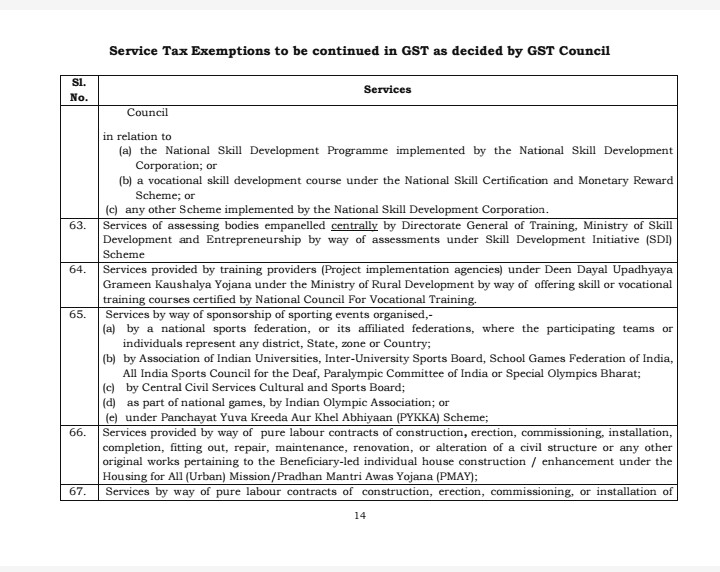 Service Tax Exemptions to be continued in GST as decided by GST Council
Sl. No.
Services
Council
in relation to
(a) the National Skill Development Programme implemented by the National Skill Development
Corporation; or
(b) a vocational skill development course under the National Skill Certification and Monetary Reward
Scheme; or
(c) any other Scheme implemented by the National Skill Development Corporation.
63. Services of assessing bodies empanelled centrally by Directorate General of Training, Ministry of Skill
Development and Entrepreneurship by way of assessments under Skill Development Initiative (SDI)
Scheme
64. Services provided by training providers (Project implementation agencies) under Deen Dayal Upadhyaya
Grameen Kaushalya Yojana under the Ministry of Rural Development by way of offering skill or vocational
training courses certified by National Council For Vocational Training.
65. Services by way of sponsorship of sporting events organised,-
(a) by a national sports federation, or its affiliated federations, where the participating teams or
individuals represent any district, State, zone or Country;
(b) by Association of Indian Universities, Inter-University Sports Board, School Games Federation of India,
All India Sports Council for the Deaf, Paralympic Committee of India or Special Olympics Bharat;
(c) by Central Civil Services Cultural and Sports Board;
(d) as part of national games, by Indian Olympic Association; or
(e) under Panchayat Yuva Kreeda Aur Khel Abhiyaan (PYKKA) Scheme;
66. Services provided by way of pure labour contracts of construction, erection, commissioning, installation,
completion, fitting out, repair, maintenance, renovation, or alteration of a civil structure or any other
original works pertaining to the Beneficiary-led individual house construction / enhancement under the
Housing for All (Urban) Mission/Pradhan Mantri Awas Yojana (PMAY);
67. Services by way of pure labour contracts of construction, erection, commissioning, or installation of
14